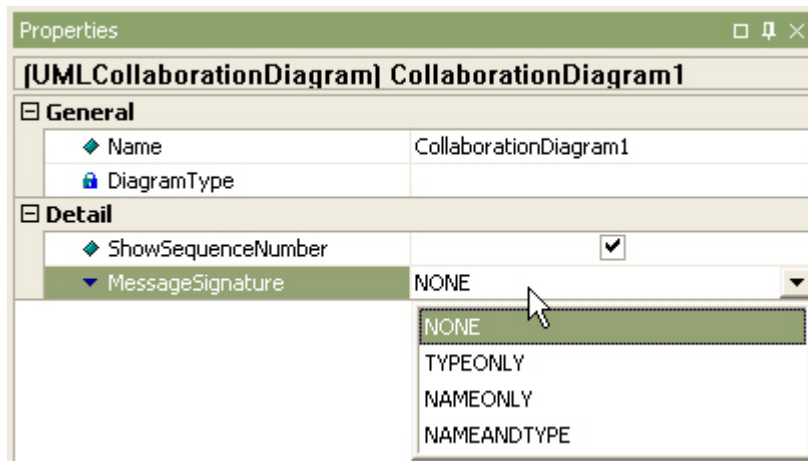 Properties
(UMLCollaborationDiagram) CollaborationDiagram1
General
Name CollaborationDiagram1
DiagramType
Detail
ShowSequenceNumber
MessageSignature NONE
NONE
TYPEONLY
NAMEONLY
NAMEANDTYPE